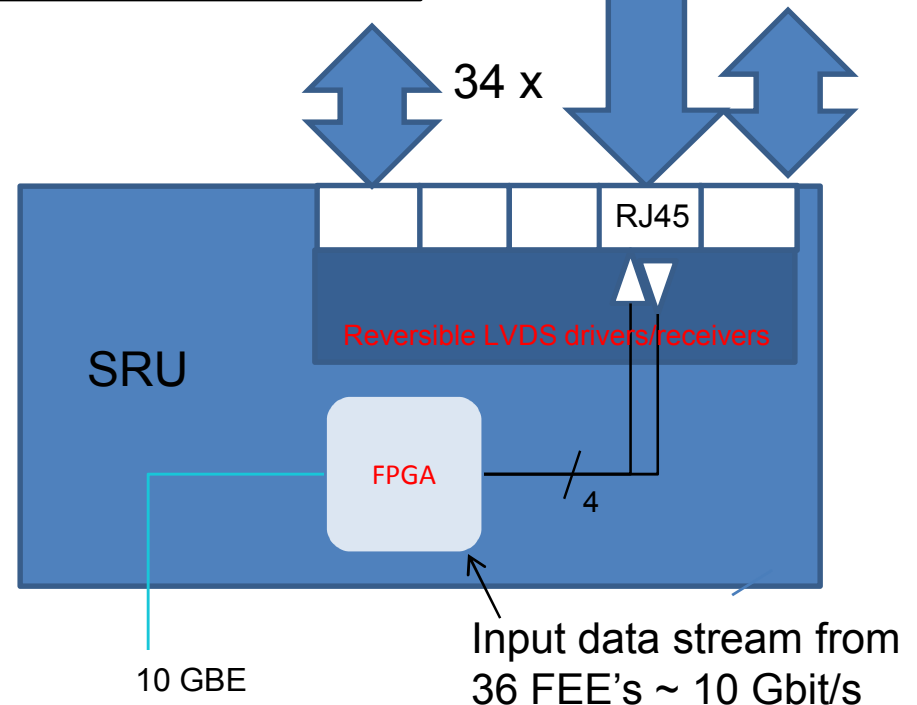 34 x
RJ45
Reversible LVDS drivers/receivers
SRU
FPGA
4
10 GBE
Input data stream from
36 FEE's ~ 10 Gbit/s